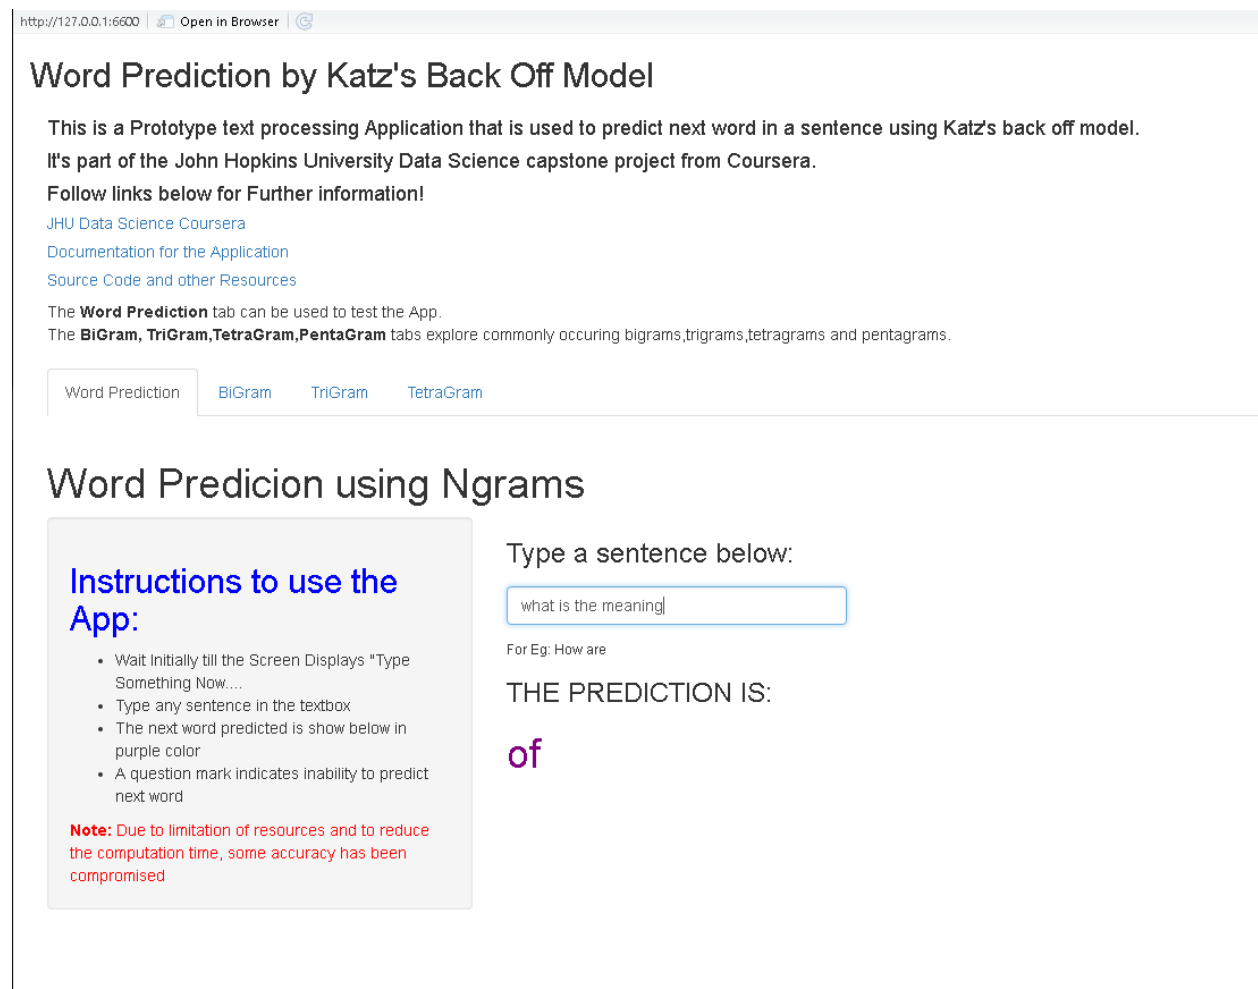 http://127.0.0.1:6600 Open in Browser
Word Prediction by Katz's Back Off Model
This is a Prototype text processing Application that is used to predict next word in a sentence using Katz's back off model.
It's part of the John Hopkins University Data Science capstone project from Coursera.
Follow links below for Further information!
JHU Data Science Coursera
Documentation for the Application
Source Code and other Resources
The Word Prediction tab can be used to test the App.
The BiGram, TriGram,TetraGram,PentaGram tabs explore commonly occuring bigrams,trigrams,tetragrams and pentagrams.
Word Prediction BiGram TriGram TetraGram
Word Predicion using Ngrams
Instructions to use the
App:
• Wait Initially till the Screen Displays "Type
Something Now....
• Type any sentence in the textbox
• The next word predicted is show below in
purple color
• A question mark indicates inability to predict
next word
Note: Due to limitation of resources and to reduce
the computation time, some accuracy has been
compromised
Type a sentence below:
what is the meaning
For Eg: How are
THE PREDICTION IS:
of